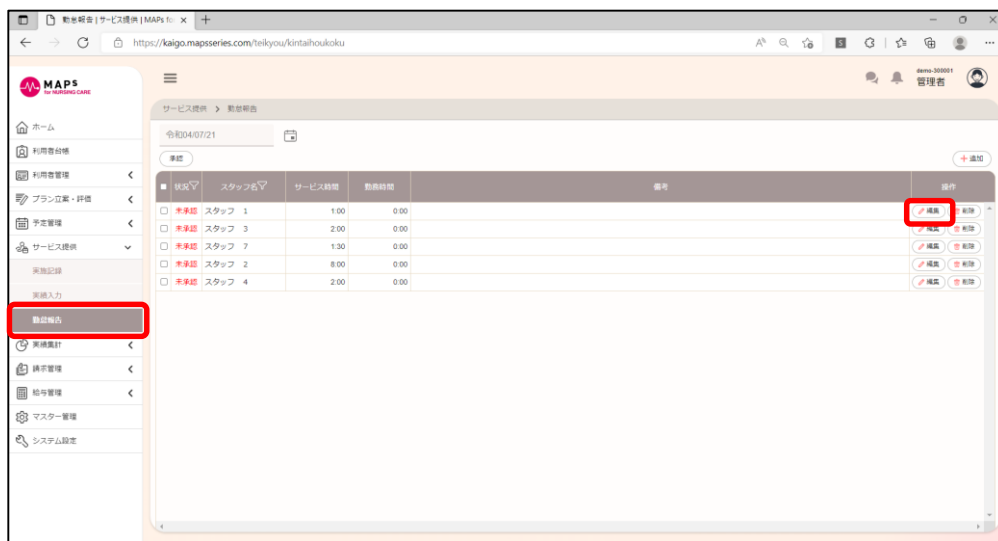 勤怠報告 | サービス提供 | MAPs for
https://kaigo.mapsseries.com/teikyou/kintaihoukoku
MAPS
for NURSING CARE
demo-300001
管理者
サービス提供 > 勤怠報告
ホーム
利用者台帳
利用者管理
プラン立案・評価
予定管理
サービス提供
実施記録
実績入力
勤怠報告
実績集計
請求管理
給与管理
マスター管理
システム設定
令和04/07/21
承認
+追加
状況 スタッフ名 サービス時間 勤務時間 備考 操作
未承認 スタッフ 1 1:00 0:00 編集 削除
未承認 スタッフ 3 2:00 0:00 編集 削除
未承認 スタッフ 7 1:30 0:00 編集 削除
未承認 スタッフ 2 8:00 0:00 編集 削除
未承認 スタッフ 4 2:00 0:00 編集 削除